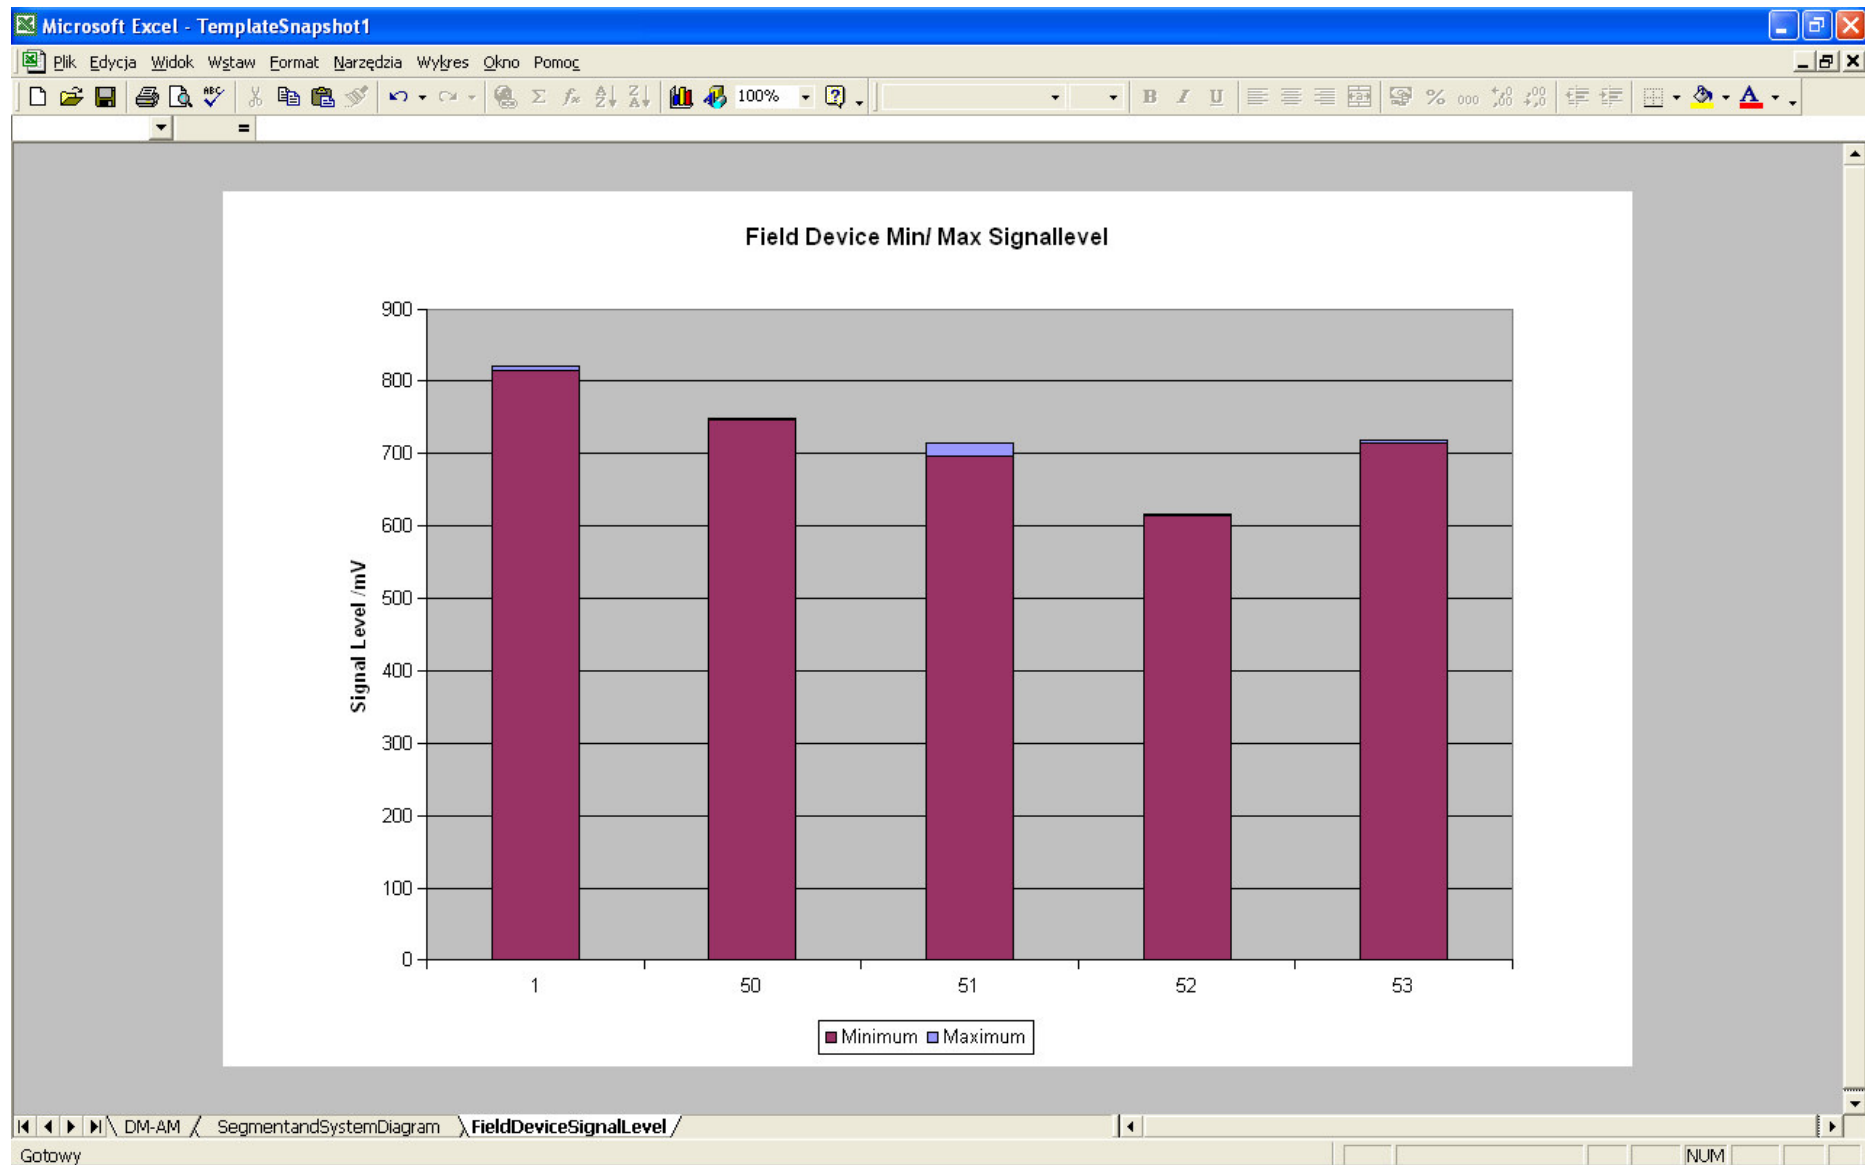 Microsoft Excel - TemplateSnapshot1
Plik Edycja Widok Wstaw Format Narzędzia Wykres Okno Pomoc
100% B I U % 000
=
Field Device Min/ Max Signallevel
900
800
700
600
500
400
300
200
100
0
Signal Level /mV
1 50 51 52 53
Minimum Maximum
DM-AM SegmentandSystemDiagram FieldDeviceSignalLevel
Gotowy NUM